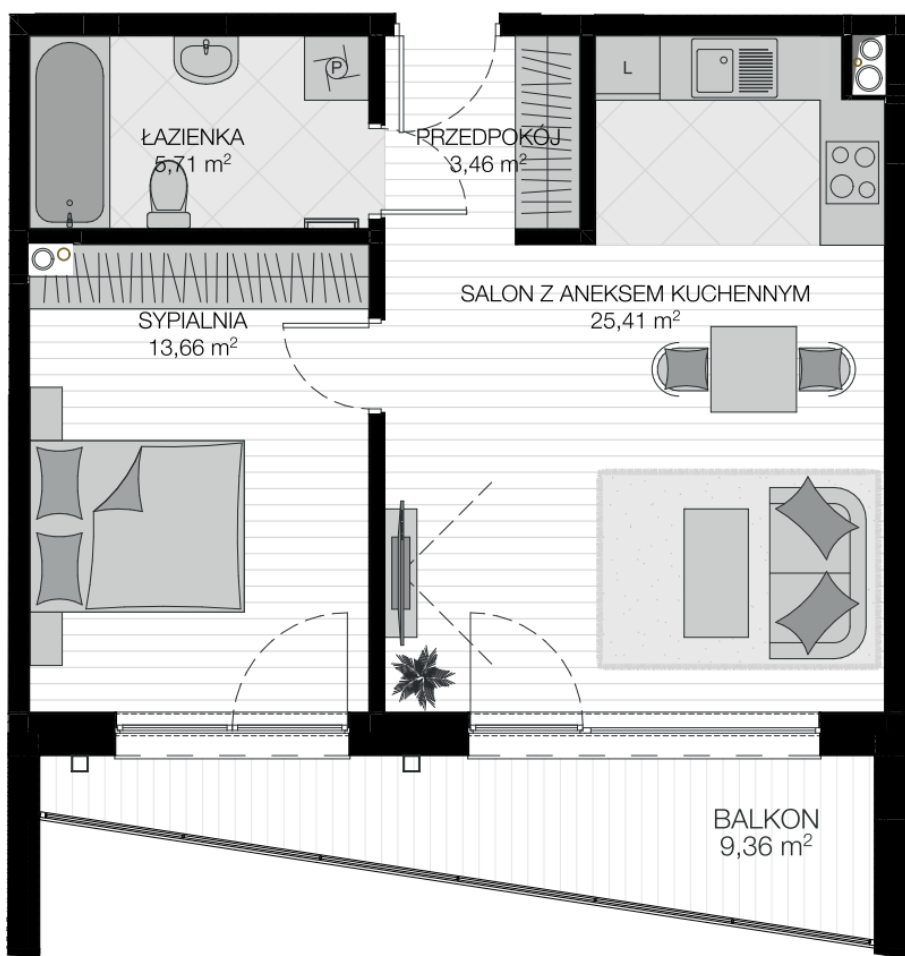 ŁAZIENKA
5,71 m²
P
PRZEDPOKÓJ
3,46 m²
L
SALON Z ANEKSEM KUCHENNYM
25,41 m²
SYPIALNIA
13,66 m²
BALKON
9,36 m²